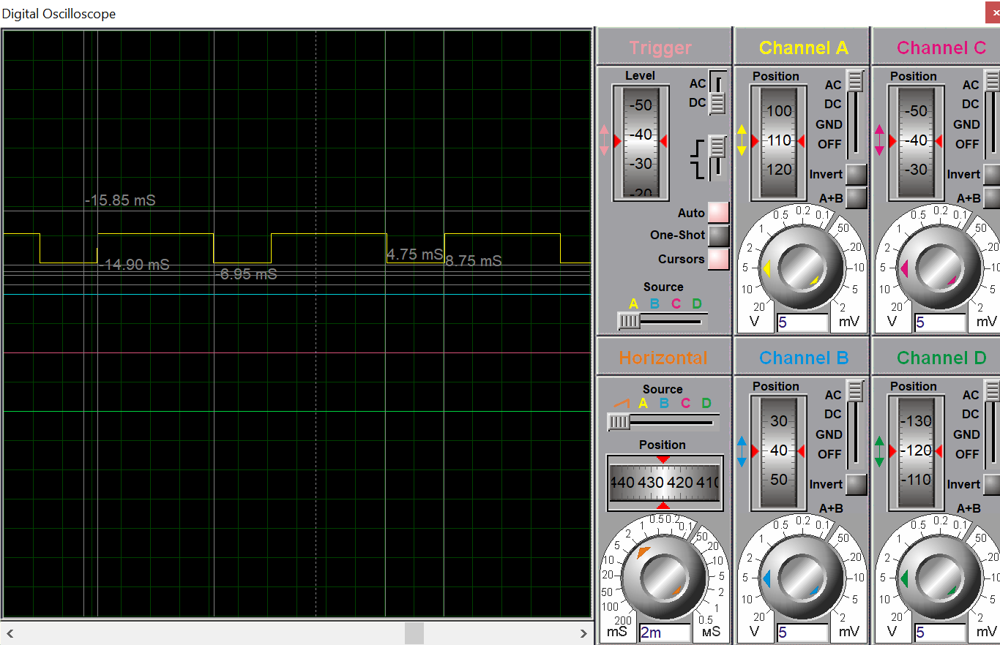 Digital Oscilloscope
-15.85 mS
-14.90 mS
-6.95 mS
4.75 mS
8.75 mS
Trigger
Level
-50
-40
-30
-20
AC
DC
Auto
One-Shot
Cursors
Source
A B C D
Channel A
Position
100
110
120
AC
DC
GND
OFF
Invert
A+B
20
10
5
2
1
0.5
0.2
0.1
50
20
10
5
2
V
5
mV
Channel C
Position
-50
-40
-30
AC
DC
GND
OFF
Invert
A+B
20
10
5
2
1
0.5
0.2
0.1
50
20
10
5
2
V
5
mV
Horizontal
Source
A B C D
Position
440 430 420 410
200
100
50
20
10
5
2
1
0.5
0.2
0.1
50
20
10
5
2
1
0.5
mS
2m
мS
Channel B
Position
30
40
50
AC
DC
GND
OFF
Invert
A+B
20
10
5
2
1
0.5
0.2
0.1
50
20
10
5
2
V
5
mV
Channel D
Position
-130
-120
-110
AC
DC
GND
OFF
Invert
A+B
20
10
5
2
1
0.5
0.2
0.1
50
20
10
5
2
V
5
mV